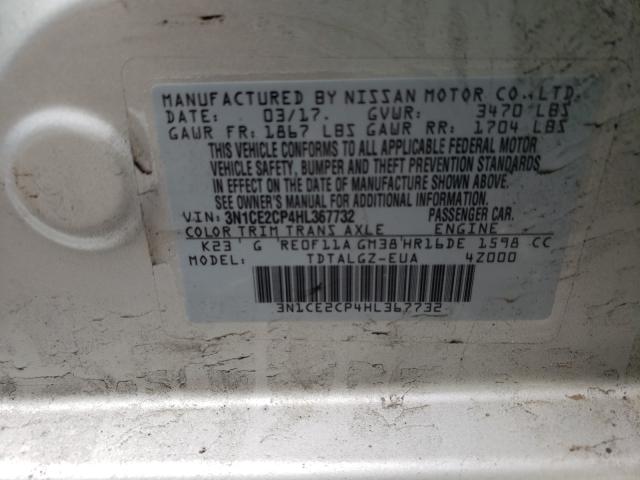 MANUFACTURED BY NISSAN MOTOR CO., LTD.
DATE: 03/17. GVWR: 3470 LBS
GAWR FR: 1867 LBS GAWR RR: 1704 LBS
THIS VEHICLE CONFORMS TO ALL APPLICABLE FEDERAL MOTOR
VEHICLE SAFETY, BUMPER AND THEFT PREVENTION STANDARDS
IN EFFECT ON THE DATE OF MANUFACTURE SHOWN ABOVE.
SEE OWNER'S MANUAL FOR ADDITIONAL INFORMATION.
VIN: 3N1CE2CP4HL367732 PASSENGER CAR.
COLOR TRIM TRANS AXLE ENGINE
K23 G RE0F11A GM38 HR16DE 1598 CC
MODEL: TDTALGZ-EUA 4Z000
3N1CE2CP4HL367732